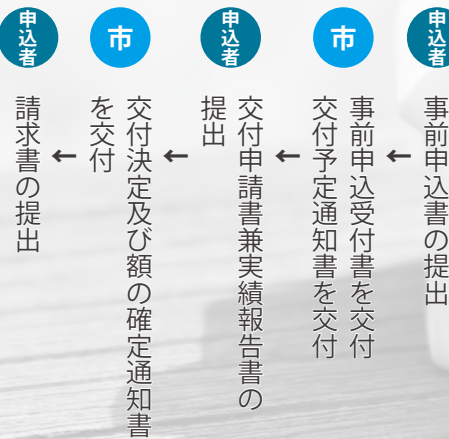 申込者
事前申込書の提出
←
市
事前申込受付書を交付
交付予定通知書を交付
←
申込者
交付申請書兼実績報告書の
提出
←
市
交付決定及び額の確定通知書
を交付
←
申込者
請求書の提出